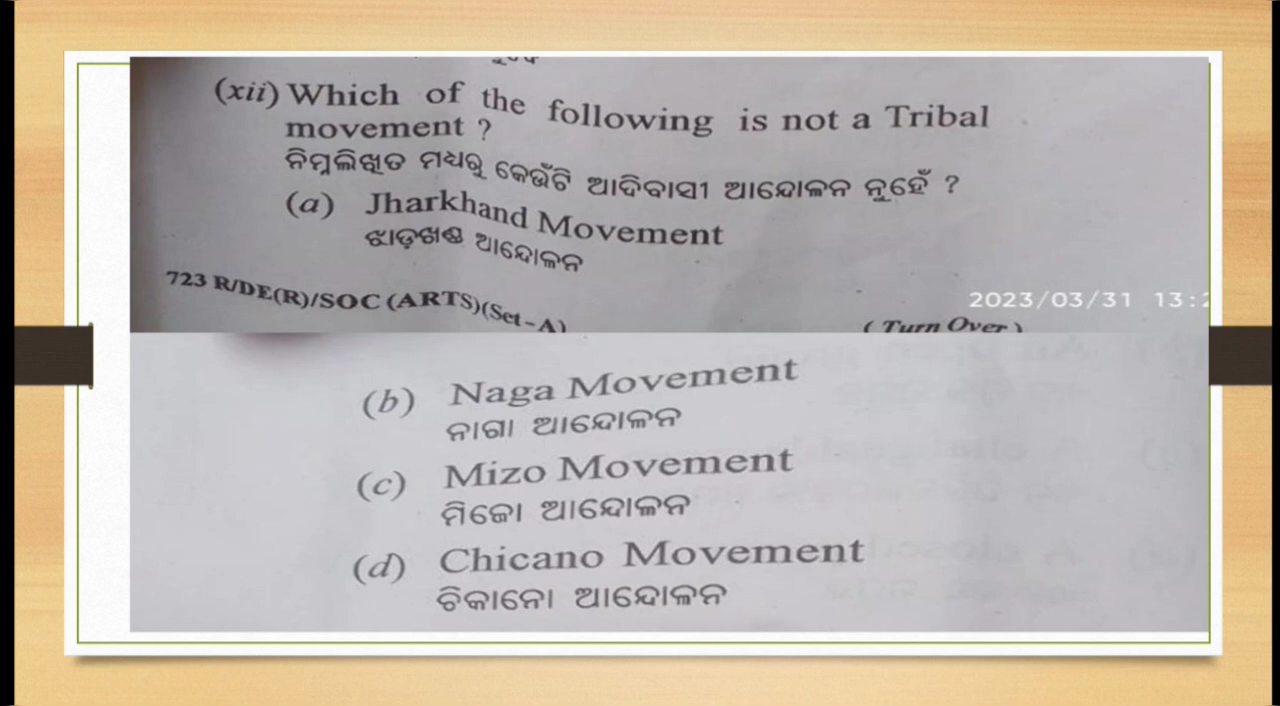 (xii) Which of the following is not a Tribal
movement ?
ନିମ୍ନଲିଖିତ ମଧ୍ୟରୁ କେଉଁଟି ଆଦିବାସୀ ଆନ୍ଦୋଳନ ନୁହେଁ ?
(a) Jharkhand Movement
ଝାଡ଼ଖଣ୍ଡ ଆନ୍ଦୋଳନ
723 R/DE(R)/SOC (ARTS)(Set-A)
2023/03/31 13:2
( Turn Over )
(b) Naga Movement
ନାଗା ଆନ୍ଦୋଳନ
(c) Mizo Movement
ମିଜୋ ଆନ୍ଦୋଳନ
(d) Chicano Movement
ଚିକାନୋ ଆନ୍ଦୋଳନ